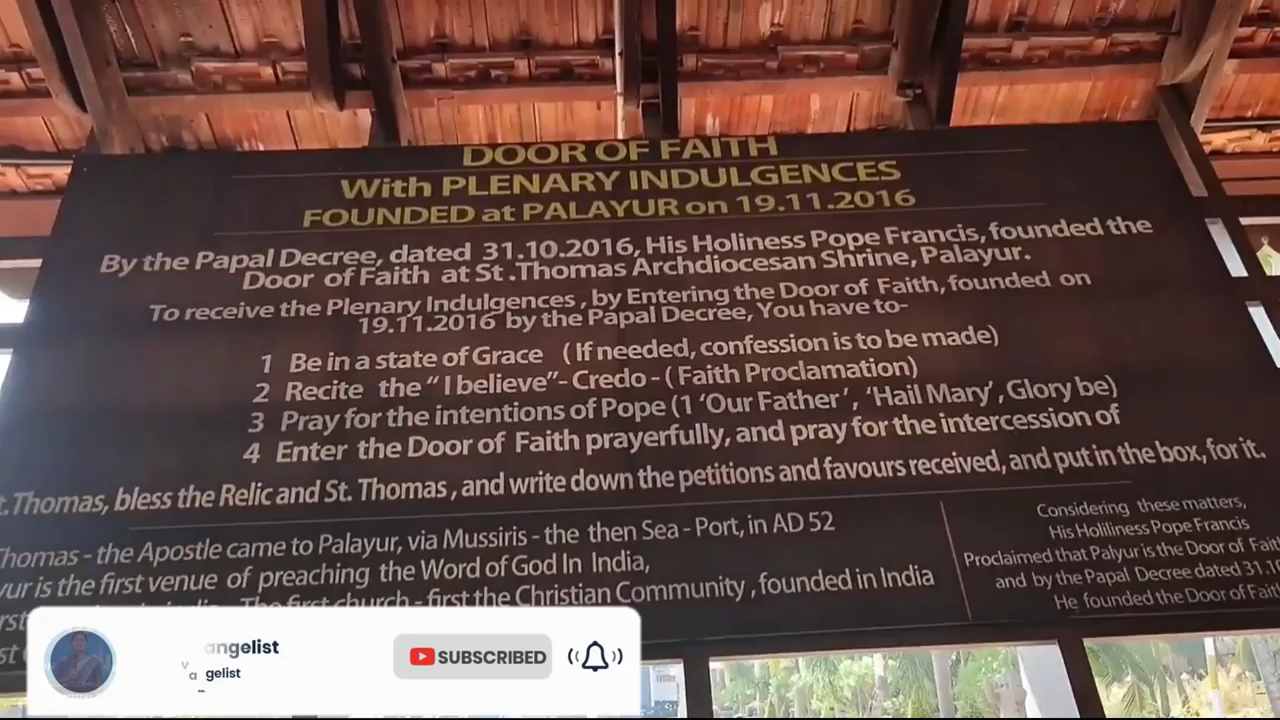 DOOR OF FAITH
With PLENARY INDULGENCES
FOUNDED at PALAYUR on 19.11.2016
By the Papal Decree, dated 31.10.2016, His Holiness Pope Francis, founded the
Door of Faith at St .Thomas Archdiocesan Shrine, Palayur.
To receive the Plenary Indulgences , by Entering the Door of Faith, founded on
19.11.2016 by the Papal Decree, You have to-
1 Be in a state of Grace ( If needed, confession is to be made)
2 Recite the “ I believe”- Credo - ( Faith Proclamation)
3 Pray for the intentions of Pope (1 ‘Our Father’, ‘Hail Mary’, Glory be)
4 Enter the Door of Faith prayerfully, and pray for the intercession of
t.Thomas, bless the Relic and St. Thomas , and write down the petitions and favours received, and put in the box, for it.
Thomas - the Apostle came to Palayur, via Mussiris - the then Sea - Port, in AD 52
yur is the first venue of preaching the Word of God In India,
The first church - first the Christian Community , founded in India
Considering these matters,
His Holiliness Pope Francis
Proclaimed that Palyur is the Door of Faith
and by the Papal Decree dated 31.10
He founded the Door of Faith
angelist
gelist
SUBSCRIBED